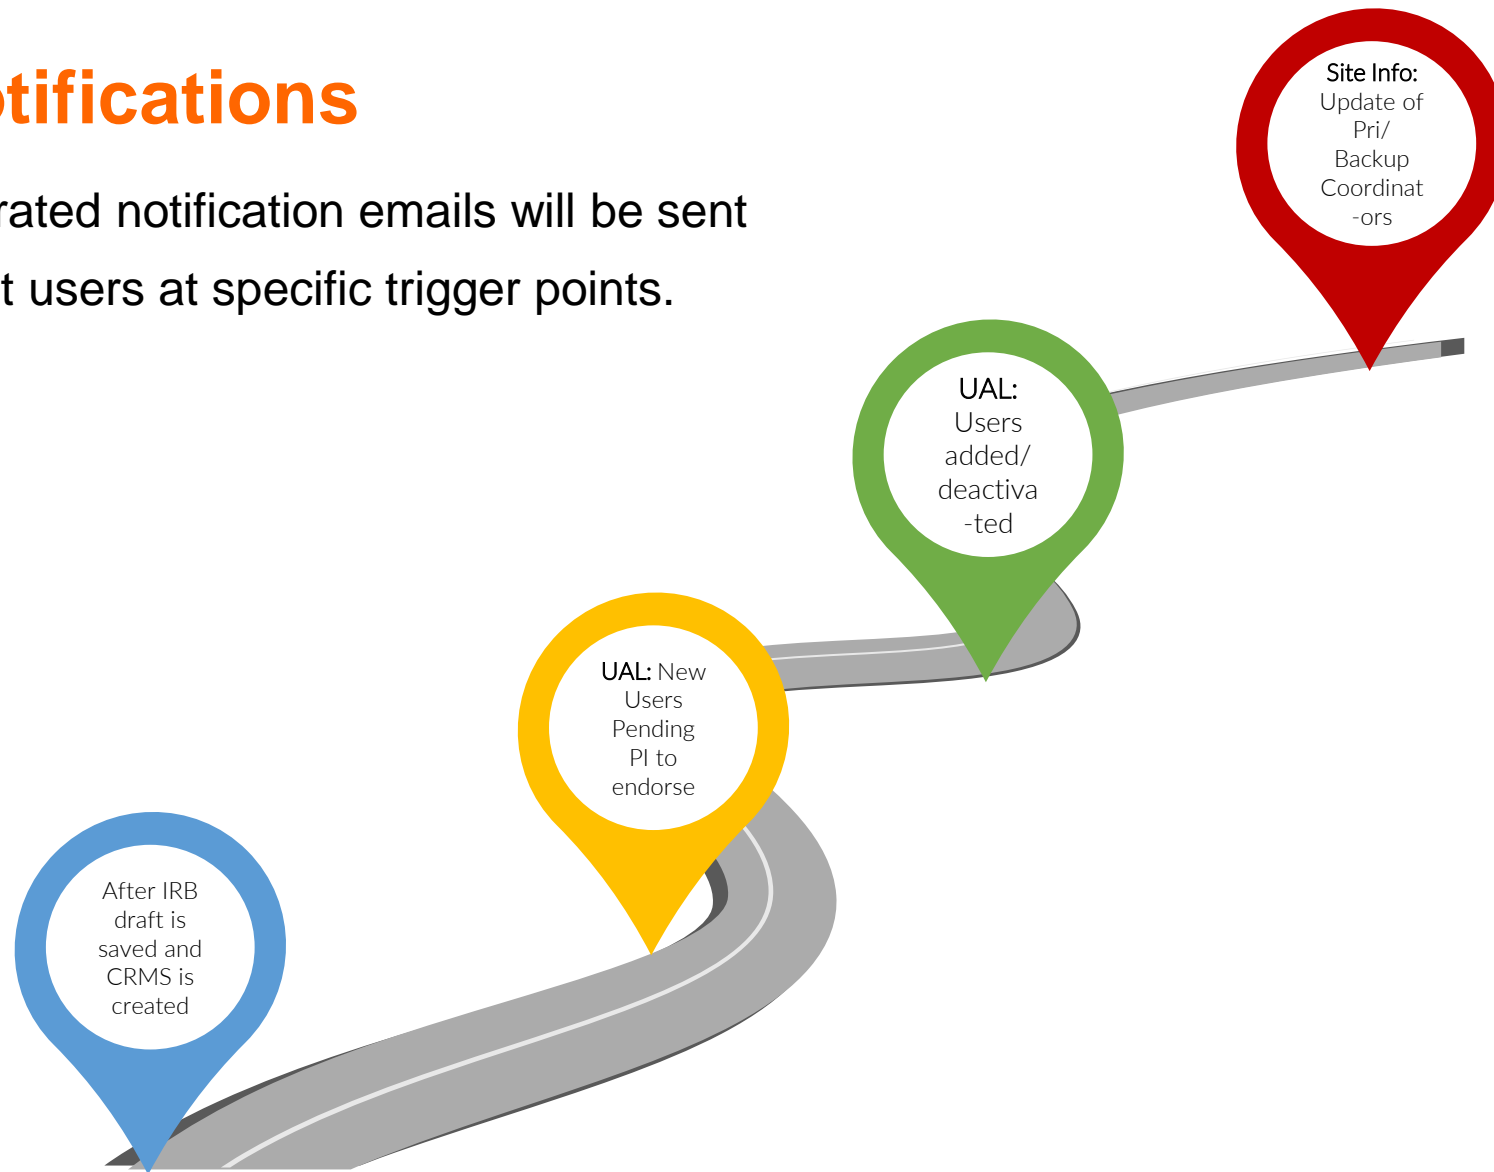 otifications
rated notification emails will be sent
t users at specific trigger points.
Site Info:
Update of
Pri/
Backup
Coordinat
-ors
UAL:
Users
added/
deactiva
-ted
UAL: New
Users
Pending
PI to
endorse
After IRB
draft is
saved and
CRMS is
created